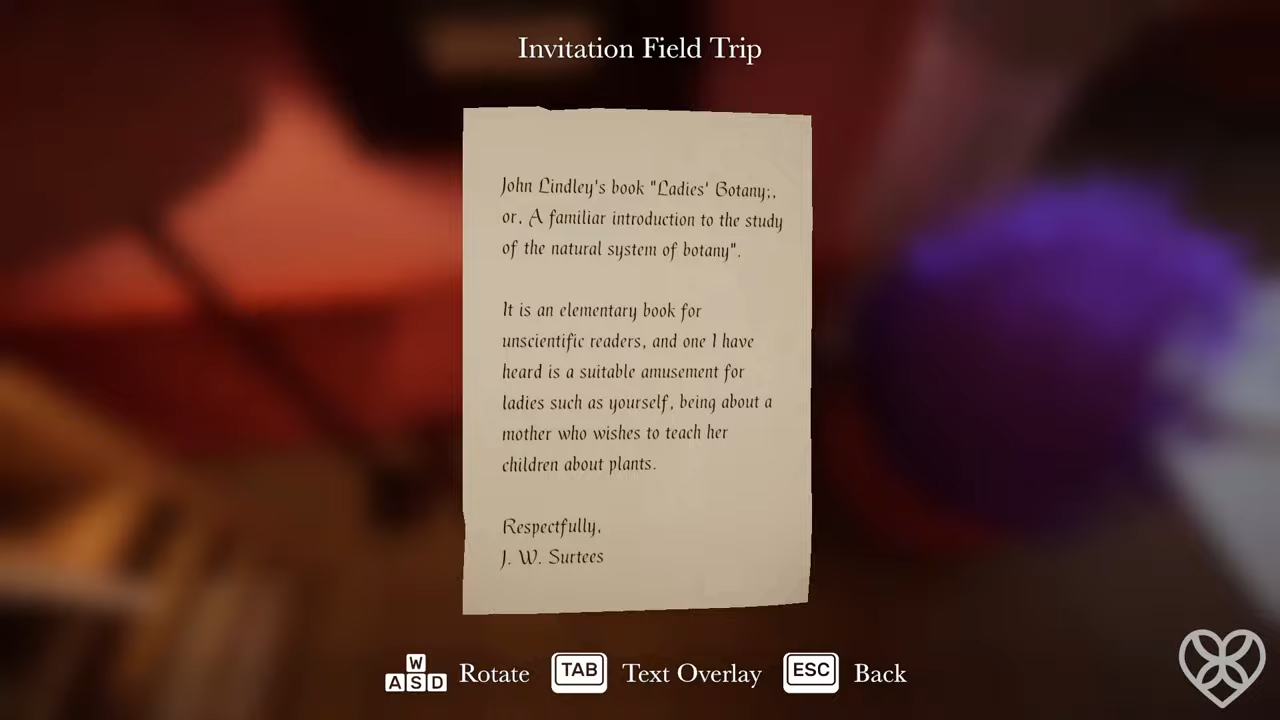 Invitation Field Trip
John Lindley's book "Ladies' Botany;,
or, A familiar introduction to the study
of the natural system of botany".
It is an elementary book for
unscientific readers, and one I have
heard is a suitable amusement for
ladies such as yourself, being about a
mother who wishes to teach her
children about plants.
Respectfully,
J. W. Surtees
W
A S D Rotate TAB Text Overlay ESC Back